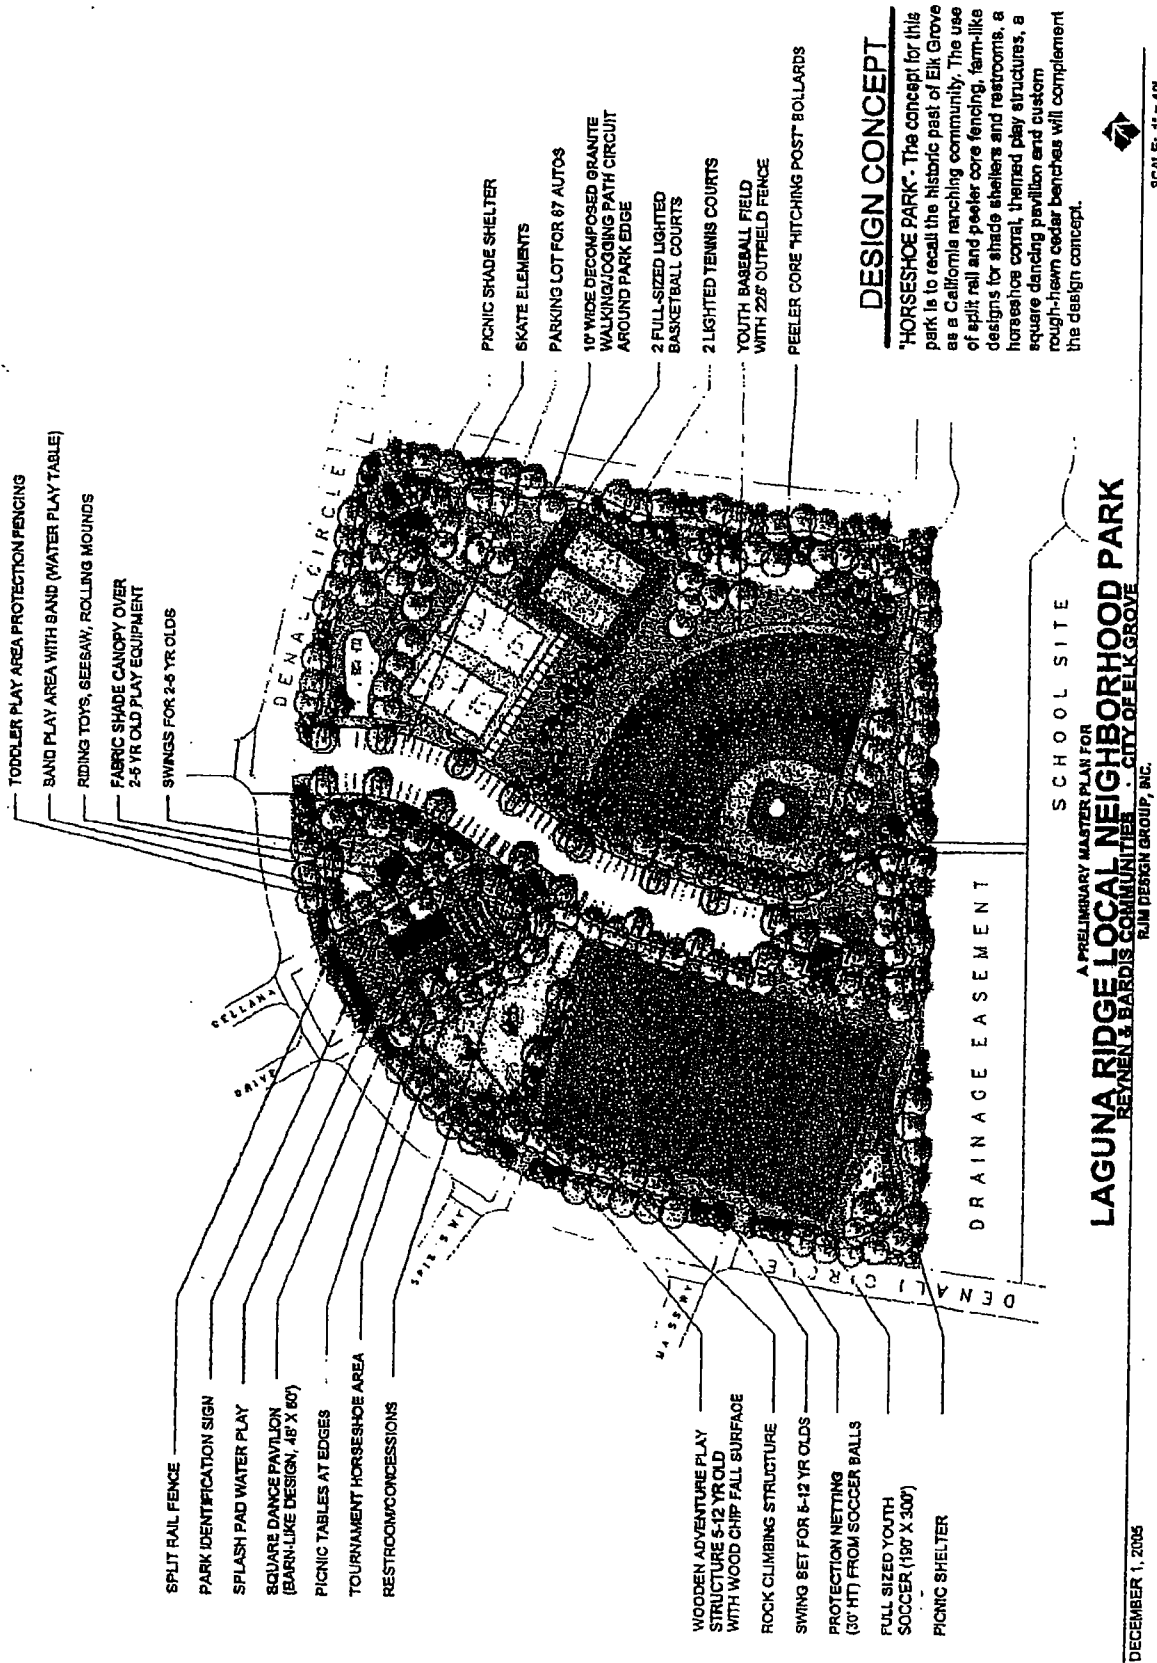 TODDLER PLAY AREA PROTECTION FENCING
SAND PLAY AREA WITH SAND (WATER PLAY TABLE)
RIDING TOYS, SEESAW, ROLLING MOUNDS
FABRIC SHADE CANOPY OVER
2-5 YR OLD PLAY EQUIPMENT
SWINGS FOR 2-5 YR OLDS
SPLIT RAIL FENCE
PARK IDENTIFICATION SIGN
SPLASH PAD WATER PLAY
SQUARE DANCE PAVILION
(BARN-LIKE DESIGN, 48' X 60')
PICNIC TABLES AT EDGES
TOURNAMENT HORSESHOE AREA
RESTROOM/CONCESSIONS
WOODEN ADVENTURE PLAY
STRUCTURE 5-12 YR OLD
WITH WOOD CHIP FALL SURFACE
ROCK CLIMBING STRUCTURE
SWING SET FOR 5-12 YR OLDS
PROTECTION NETTING
(30' HT) FROM SOCCER BALLS
FULL SIZED YOUTH
SOCCER (190' X 300')
PICNIC SHELTER
PICNIC SHADE SHELTER
SKATE ELEMENTS
PARKING LOT FOR 67 AUTOS
10' WIDE DECOMPOSED GRANITE
WALKING/JOGGING PATH CIRCUIT
AROUND PARK EDGE
2 FULL-SIZED LIGHTED
BASKETBALL COURTS
2 LIGHTED TENNIS COURTS
YOUTH BASEBALL FIELD
WITH 225' OUTFIELD FENCE
PEELER CORE "HITCHING POST" BOLLARDS
DENALI CIRCLE
DRIVE
MASS WY
DENALI CIRCLE
DRAINAGE EASEMENT
SCHOOL SITE
DESIGN CONCEPT
"HORSESHOE PARK"- The concept for this
park is to recall the historic past of Elk Grove
as a California ranching community. The use
of split rail and peeler core fencing, farm-like
designs for shade shelters and restrooms, a
horseshoe corral, themed play structures, a
square dancing pavilion and custom
rough-hewn cedar benches will complement
the design concept.
A PRELIMINARY MASTER PLAN FOR
LAGUNA RIDGE LOCAL NEIGHBORHOOD PARK
REYNEN & BARDIS COMMUNITIES . CITY OF ELK GROVE
RJM DESIGN GROUP, INC.
DECEMBER 1, 2005